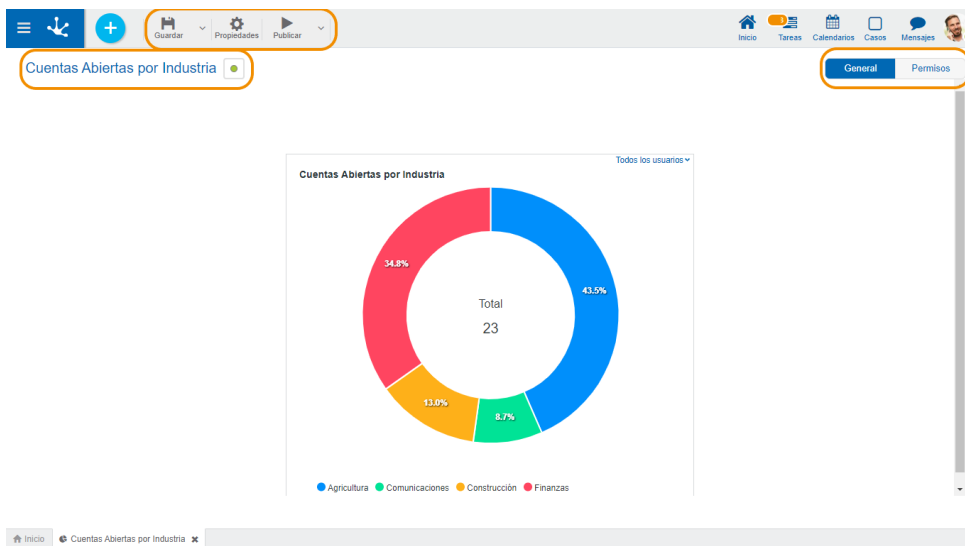 Guardar
Propiedades
Publicar
Inicio
3
Tareas
Calendarios
Casos
Mensajes
Cuentas Abiertas por Industria
General
Permisos
Todos los usuarios
Cuentas Abiertas por Industria
34.8%
43.5%
Total
23
13.0%
8.7%
Agricultura Comunicaciones Construcción Finanzas
Inicio
Cuentas Abiertas por Industria